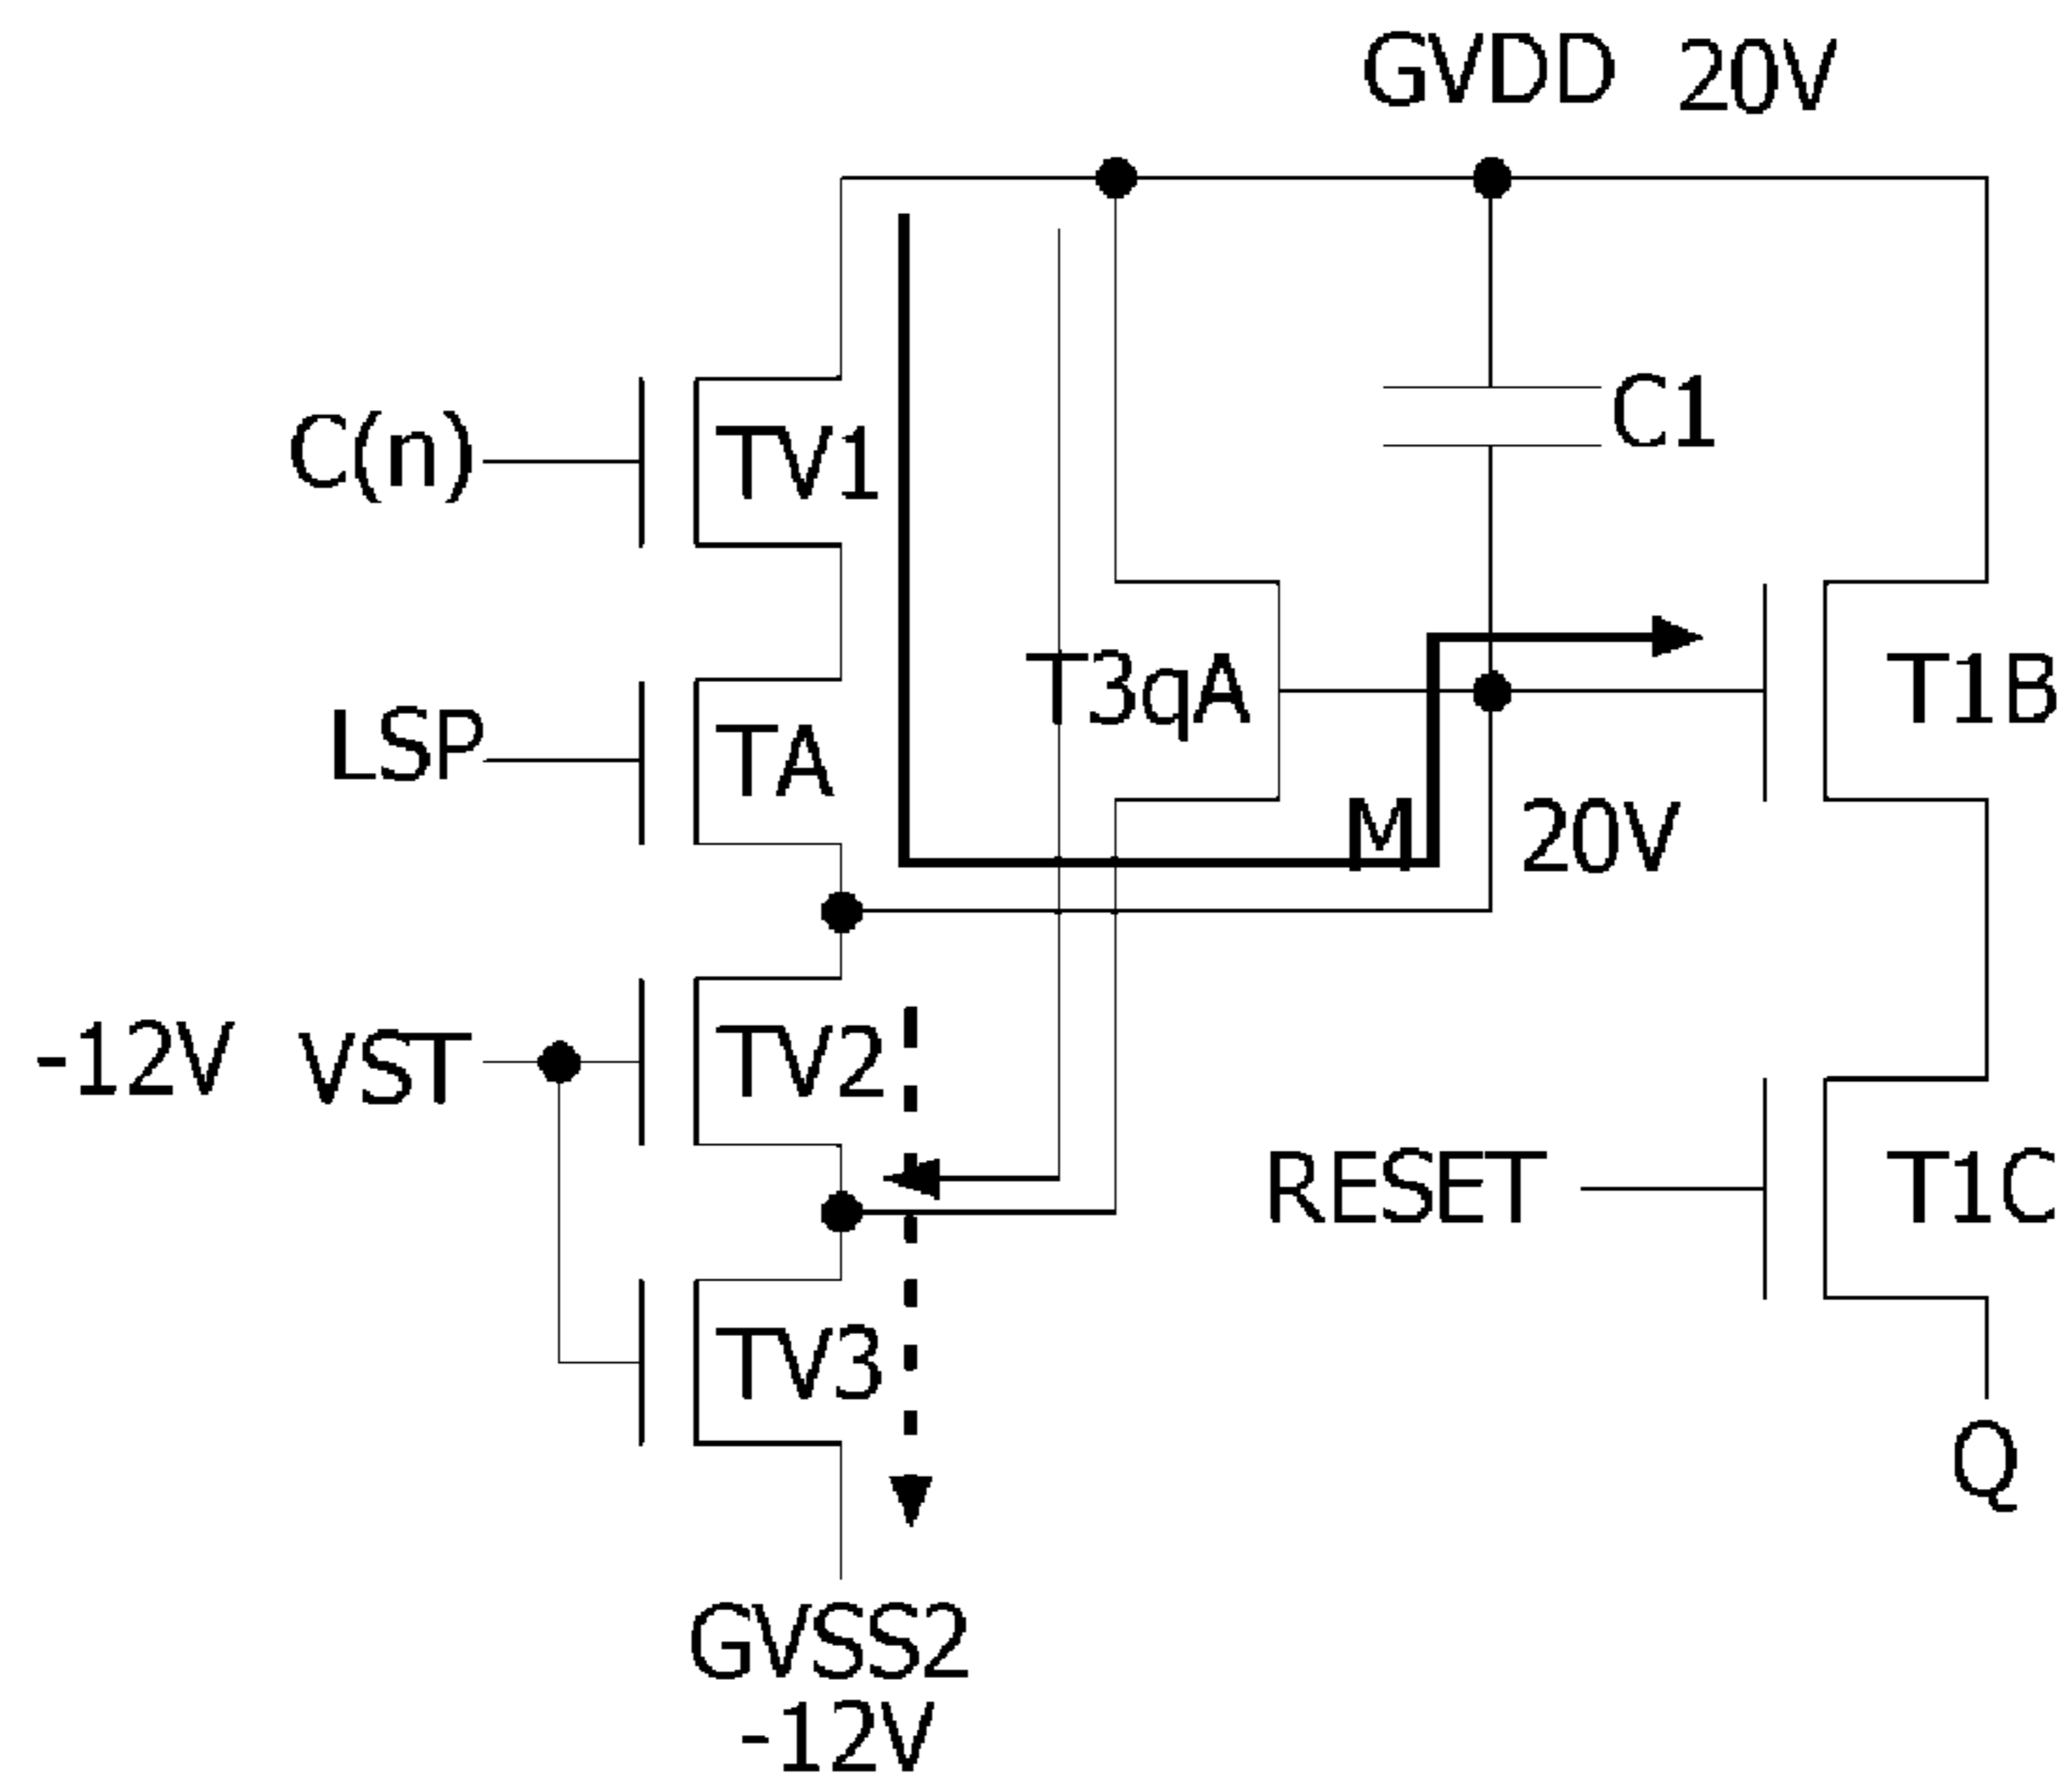 GVDD 20V
C(n)
TV1
C1
LSP
TA
T3qA
T1B
M
20V
-12V VST
TV2
RESET
T1C
TV3
Q
GVSS2
-12V